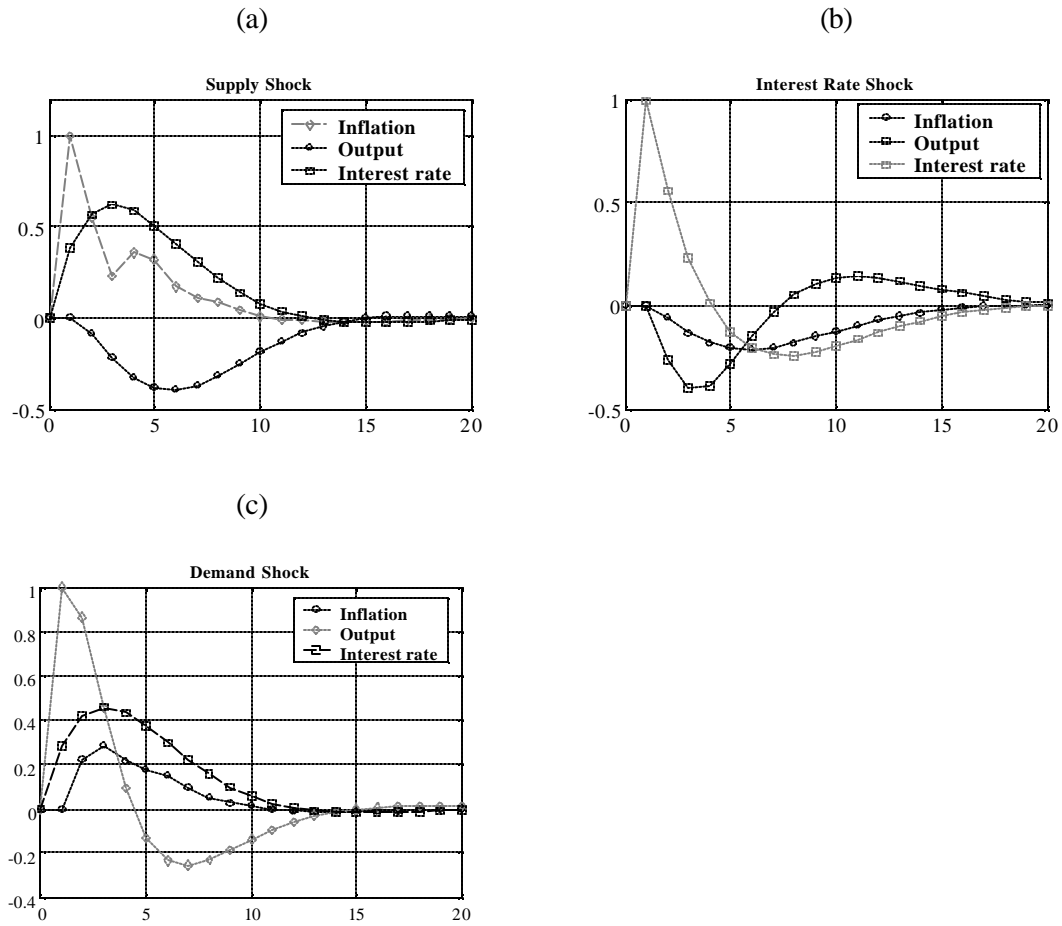 (a)
Supply Shock
Inflation
Output
Interest rate
1
0.5
0
-0.5
0 5 10 15 20
(b)
Interest Rate Shock
Inflation
Output
Interest rate
1
0.5
0
-0.5
0 5 10 15 20
(c)
Demand Shock
Inflation
Output
Interest rate
1
0.8
0.6
0.4
0.2
0
-0.2
-0.4
0 5 10 15 20